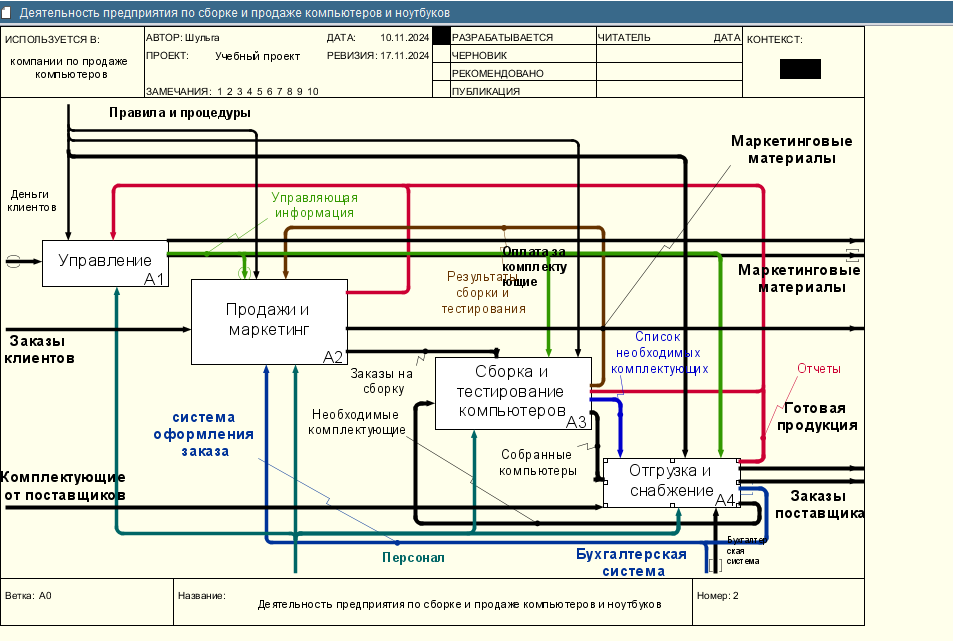 Деятельность предприятия по сборке и продаже компьютеров и ноутбуков
ИСПОЛЬЗУЕТСЯ В:
компании по продаже
компьютеров
АВТОР: Шульга
ДАТА: 10.11.2024
ПРОЕКТ: Учебный проект
РЕВИЗИЯ: 17.11.2024
ЗАМЕЧАНИЯ: 1 2 3 4 5 6 7 8 9 10
РАЗРАБАТЫВАЕТСЯ
ЧЕРНОВИК
РЕКОМЕНДОВАНО
ПУБЛИКАЦИЯ
ЧИТАТЕЛЬ
ДАТА
КОНТЕКСТ:
Правила и процедуры
Маркетинговые
материалы
Деньги
клиентов
Управляющая
информация
Управление
A1
Оплата за
комплекту
ющие
Маркетинговые
материалы
Результаты
сборки и
тестирования
Продажи и
маркетинг
A2
Заказы
клиентов
Список
необходимых
комплектующих
Заказы на
сборку
Сборка и
тестирование
компьютеров
A3
Отчеты
Необходимые
комплектующие
Готовая
продукция
система
оформления
заказа
Собранные
компьютеры
Отгрузка и
снабжение
A4
Комплектующие
от поставщиков
Заказы
поставщика
Персонал
Бухгалтерская
система
Бухгалтер
ская
система
Ветка: A0
Название:
Деятельность предприятия по сборке и продаже компьютеров и ноутбуков
Номер: 2